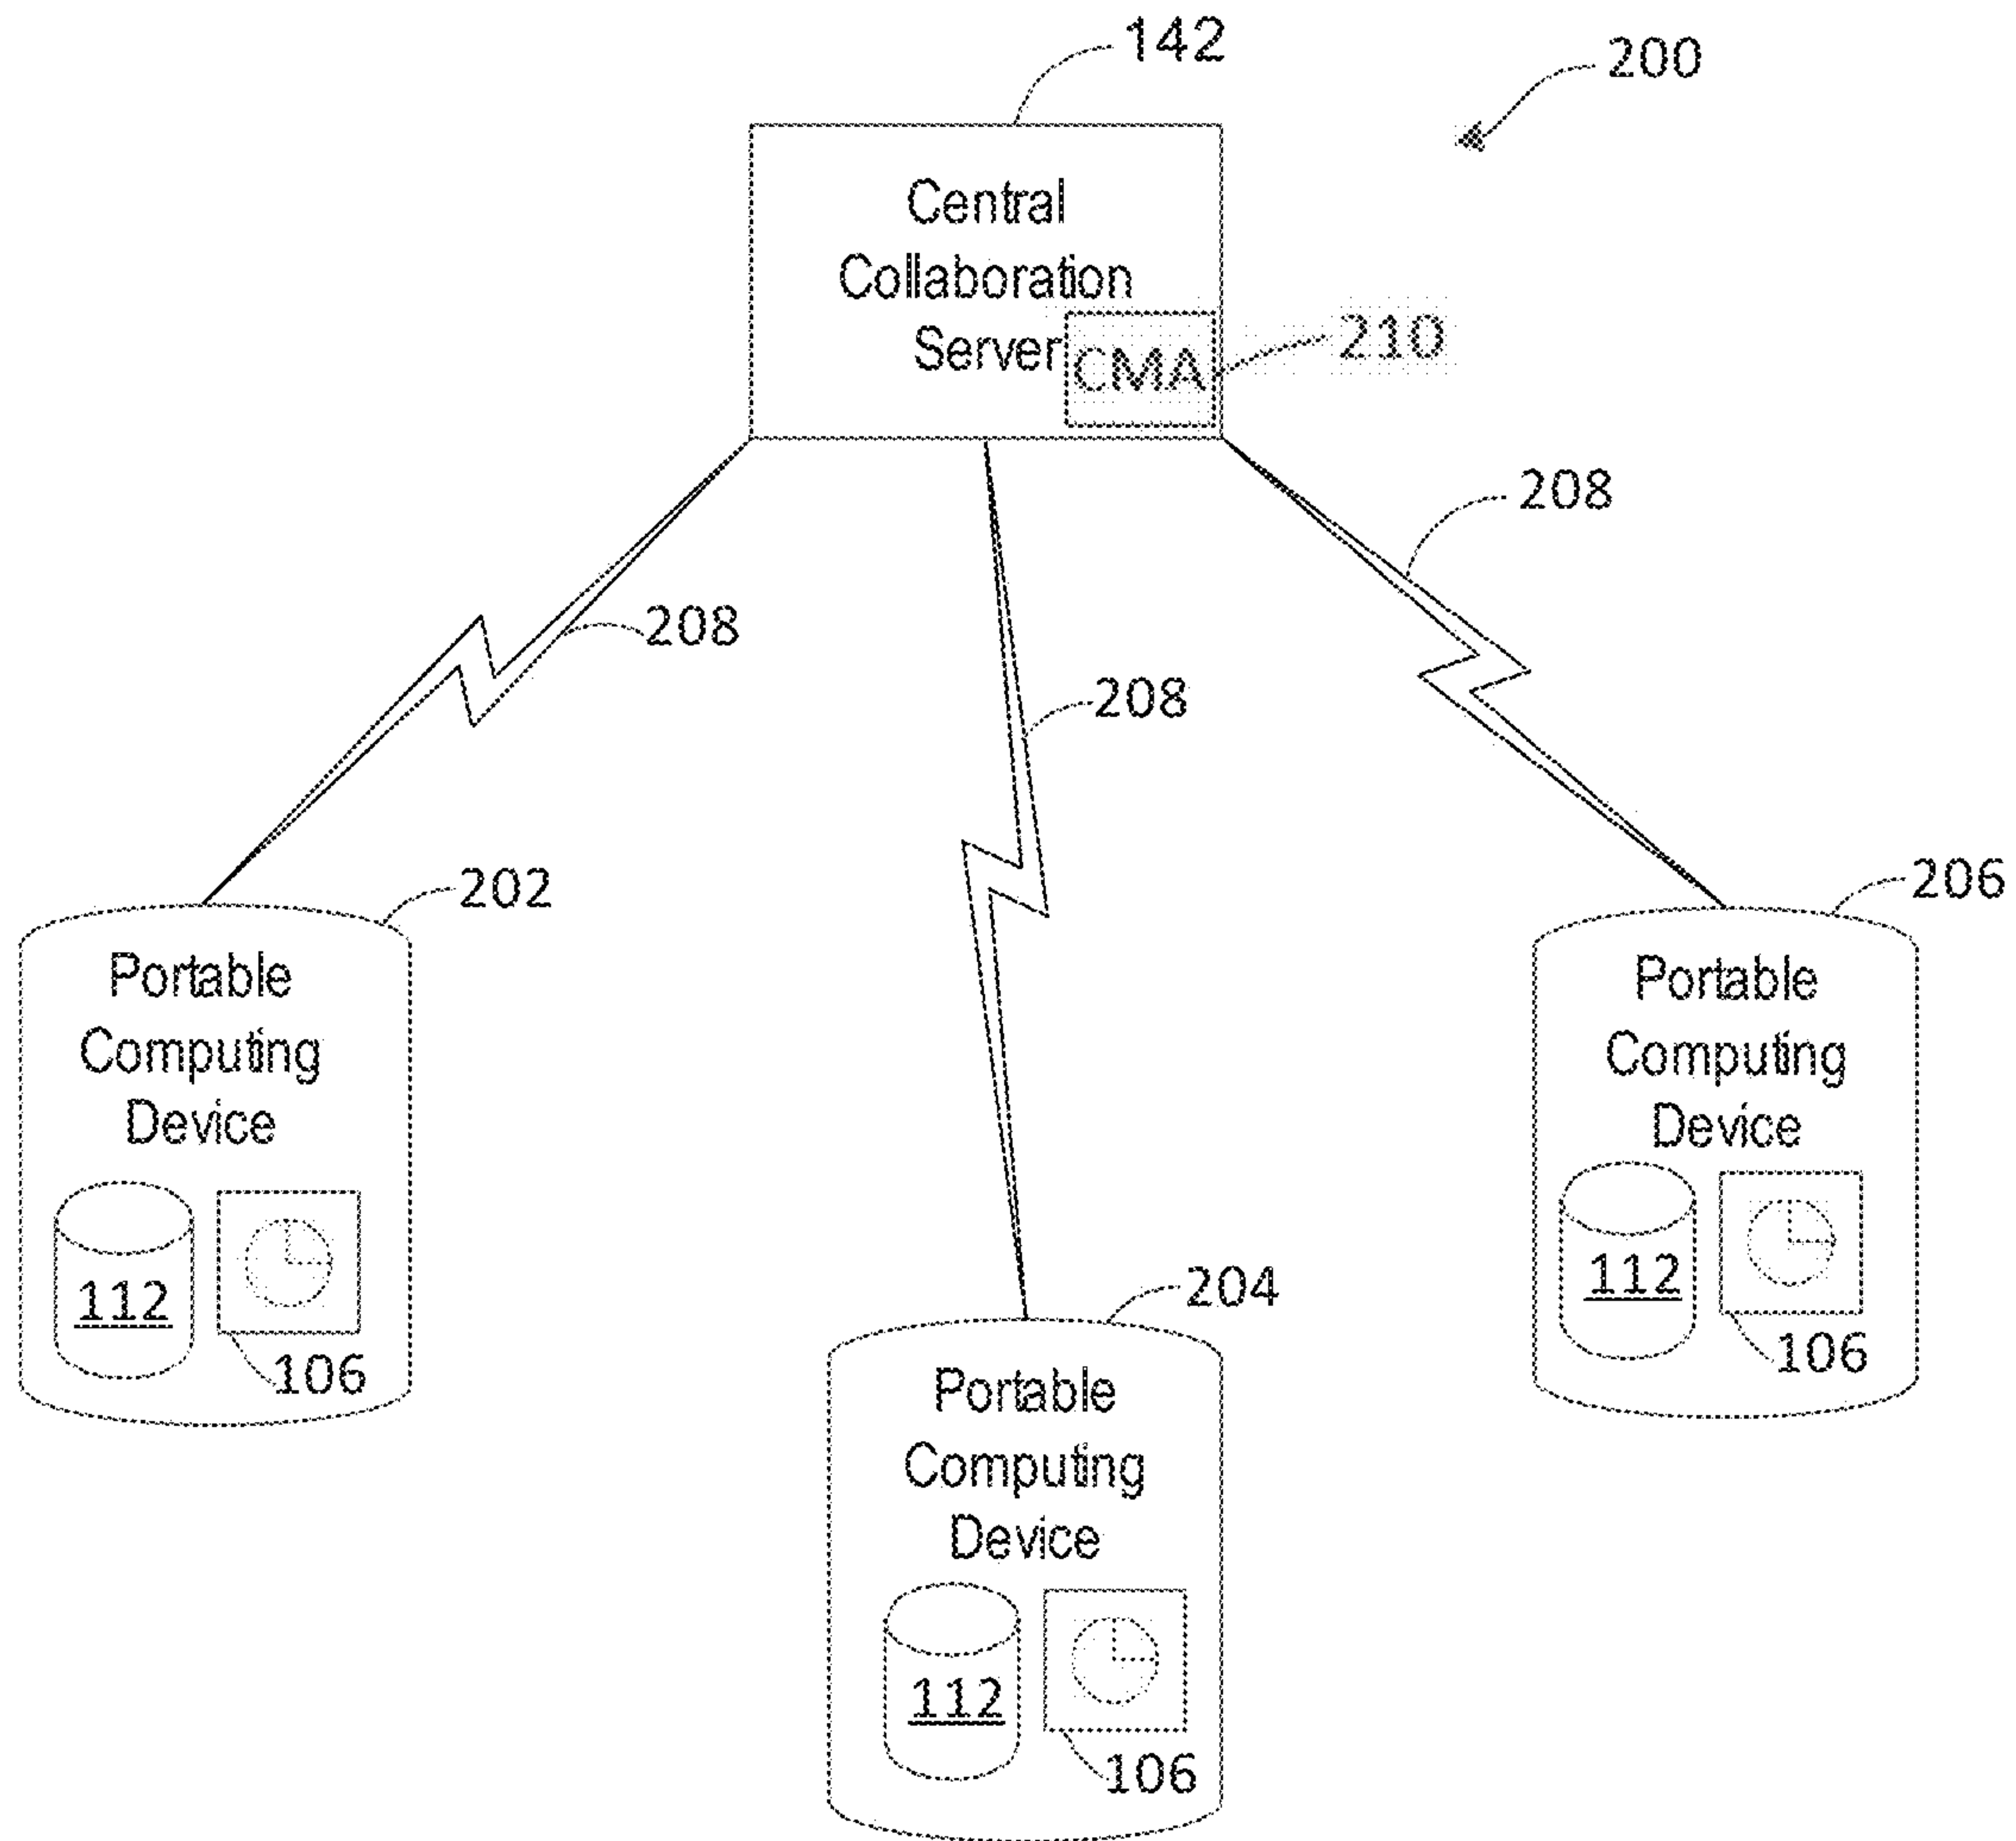 142
200
Central
Collaboration
Server
CMA
210
208
208
208
202
206
Portable
Computing
Device
112
106
Portable
Computing
Device
112
106
204
Portable
Computing
Device
112
106